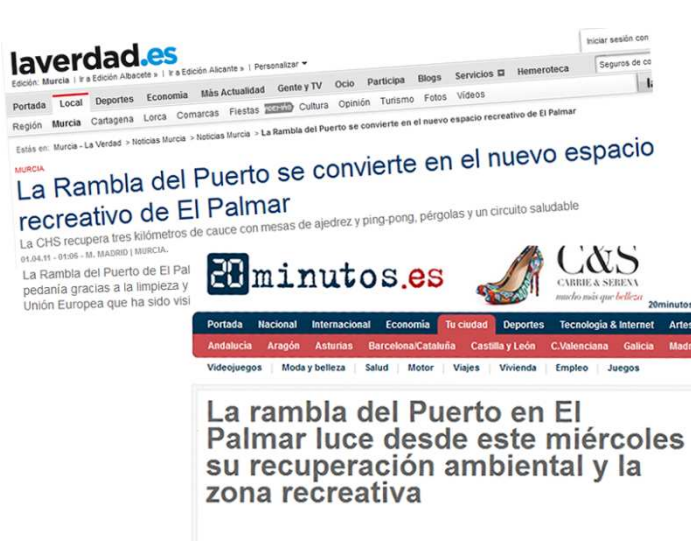 laverdad.es
Iniciar sesión con
Edición: Murcia | Ir a Edición Albacete » | Ir a Edición Alicante » | Personalizar
Seguros de co
Portada Local Deportes Economía Más Actualidad Gente y TV Ocio Participa Blogs Servicios Hemeroteca
Región Murcia Cartagena Lorca Comarcas Fiestas Cultura Opinión Turismo Fotos Vídeos
Estás en: Murcia - La Verdad > Noticias Murcia > Noticias Murcia > La Rambla del Puerto se convierte en el nuevo espacio recreativo de El Palmar
MURCIA
La Rambla del Puerto se convierte en el nuevo espacio
recreativo de El Palmar
La CHS recupera tres kilómetros de cauce con mesas de ajedrez y ping-pong, pérgolas y un circuito saludable
01.04.11 - 01:06 - M. MADRID | MURCIA.
La Rambla del Puerto de El Pal
pedanía gracias a la limpieza y
Unión Europea que ha sido visi
20minutos.es
C&S
CARRIE & SERENA
mucho más que belleza
20minutos
Portada Nacional Internacional Economía Tu ciudad Deportes Tecnología & Internet Artes
Andalucía Aragón Asturias Barcelona/Cataluña Castilla y León C.Valenciana Galicia Madr
Videojuegos Moda y belleza Salud Motor Viajes Vivienda Empleo Juegos
La rambla del Puerto en El
Palmar luce desde este miércoles
su recuperación ambiental y la
zona recreativa